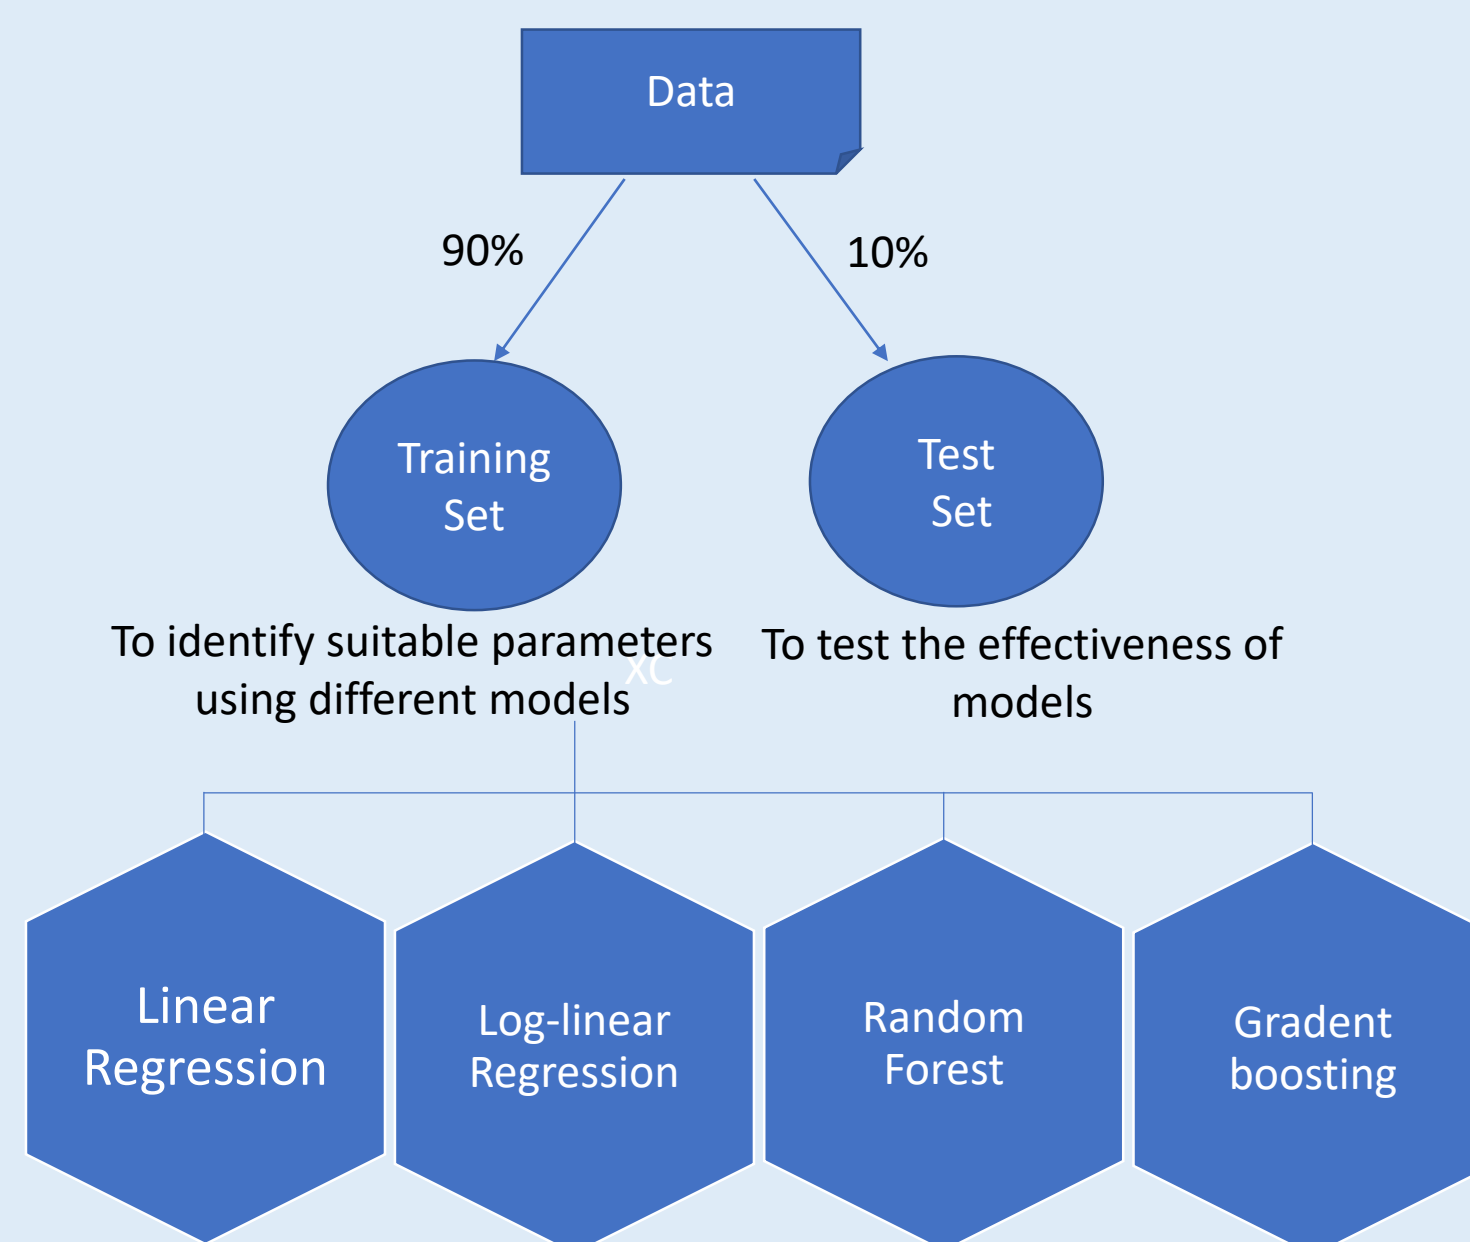 Data
90%
10%
Training
Set
Test
Set
To identify suitable parameters
using different models
XC
To test the effectiveness of
models
Linear
Regression
Log-linear
Regression
Random
Forest
Gradent
boosting